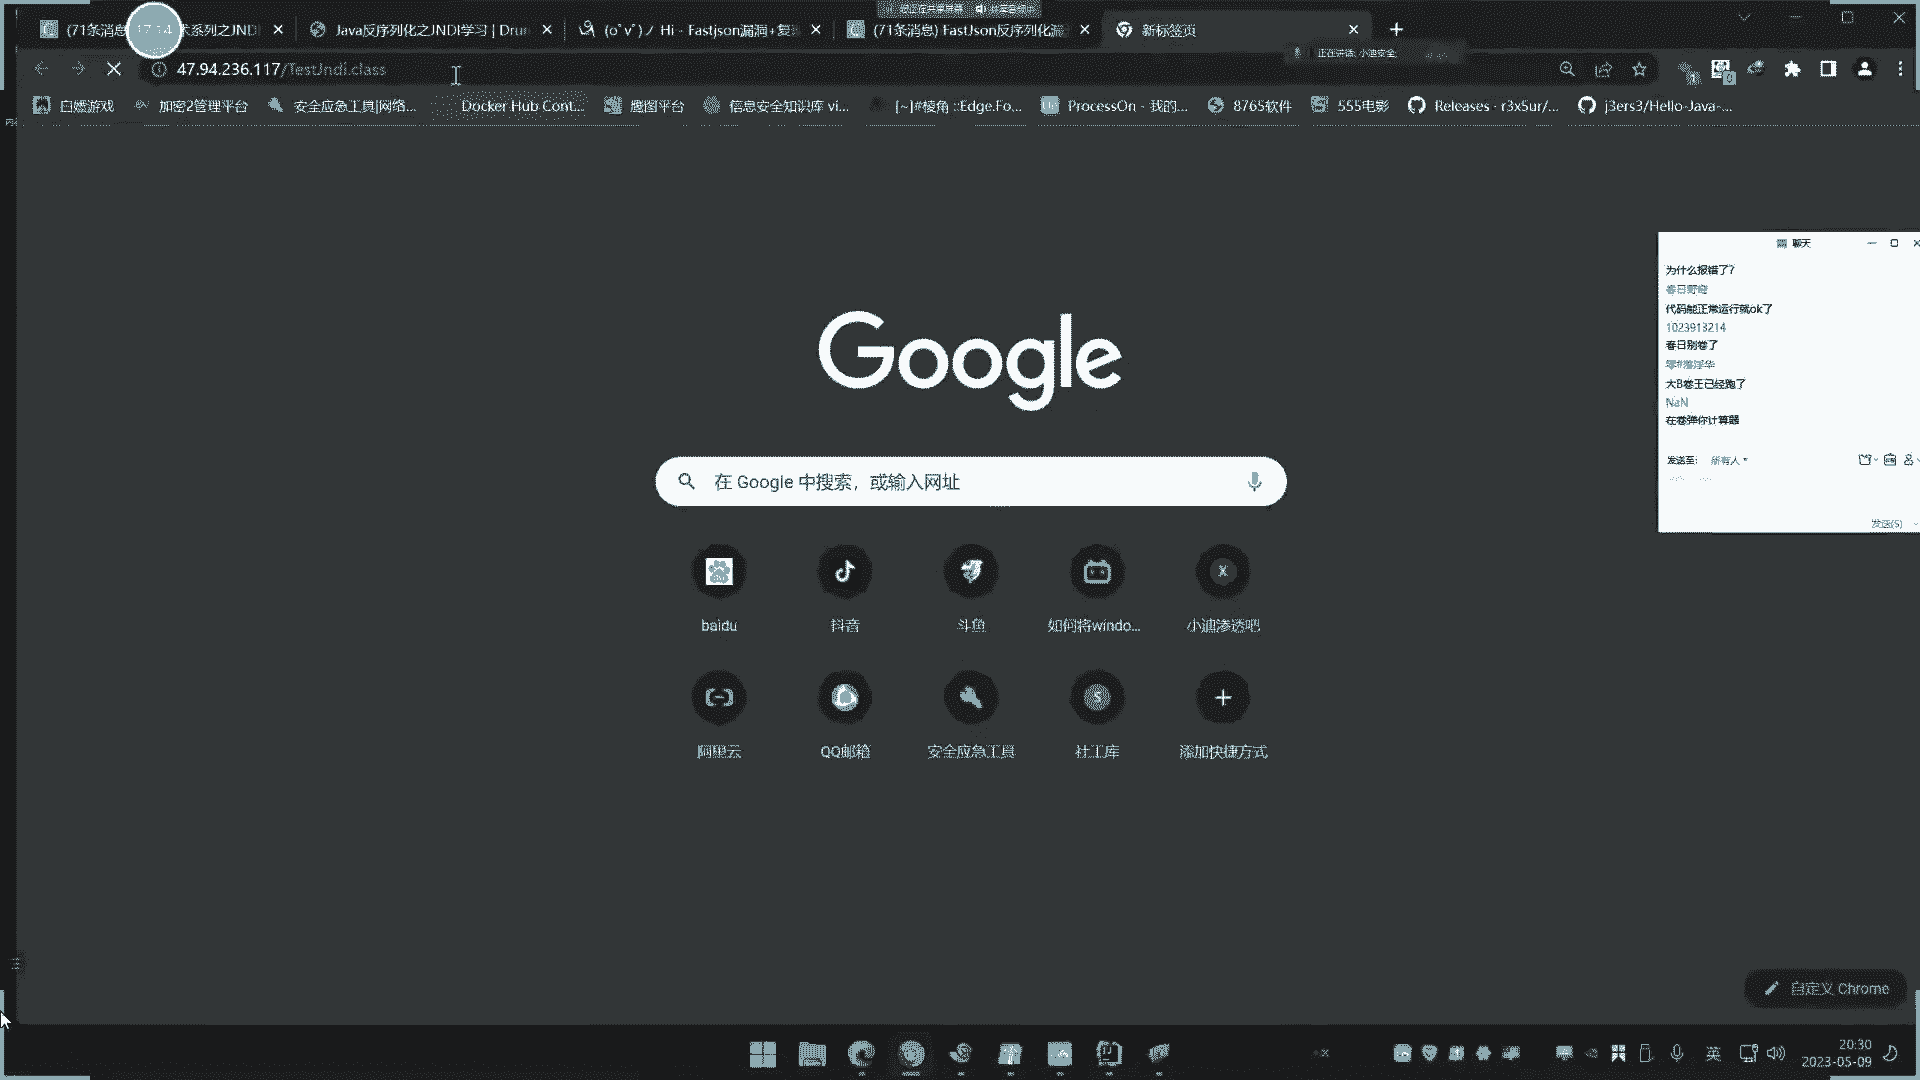 (71条消息
术系列之JNDI
Java反序列化之JNDI学习 | Dru
(oﾟvﾟ)ノ Hi - Fastjson漏洞+复
(71条消息) FastJson反序列化漏
新标签页
正在讲话: 小迪安全;
47.94.236.117/TestJndi.class
白嫖游戏
加密2管理平台
安全应急工具|网络...
Docker Hub Cont...
鹰图平台
信息安全知识库 vi...
[~]#棱角 ::Edge.Fo...
ProcessOn - 我的...
8765软件
555电影
Releases · r3x5ur/...
j3ers3/Hello-Java-...
聊天
为什么报错了?
春日野穹
代码能正常运行就ok了
1023913214
春日别卷了
大B卷王已经跑了
NaN
在卷弹你计算器
发送至: 所有人
发送(S)
Google
在 Google 中搜索，或输入网址
baidu
抖音
斗鱼
如何将windo...
小迪渗透吧
阿里云
QQ邮箱
安全应急工具
社工库
添加快捷方式
自定义 Chrome
英
20:30
2023-05-09